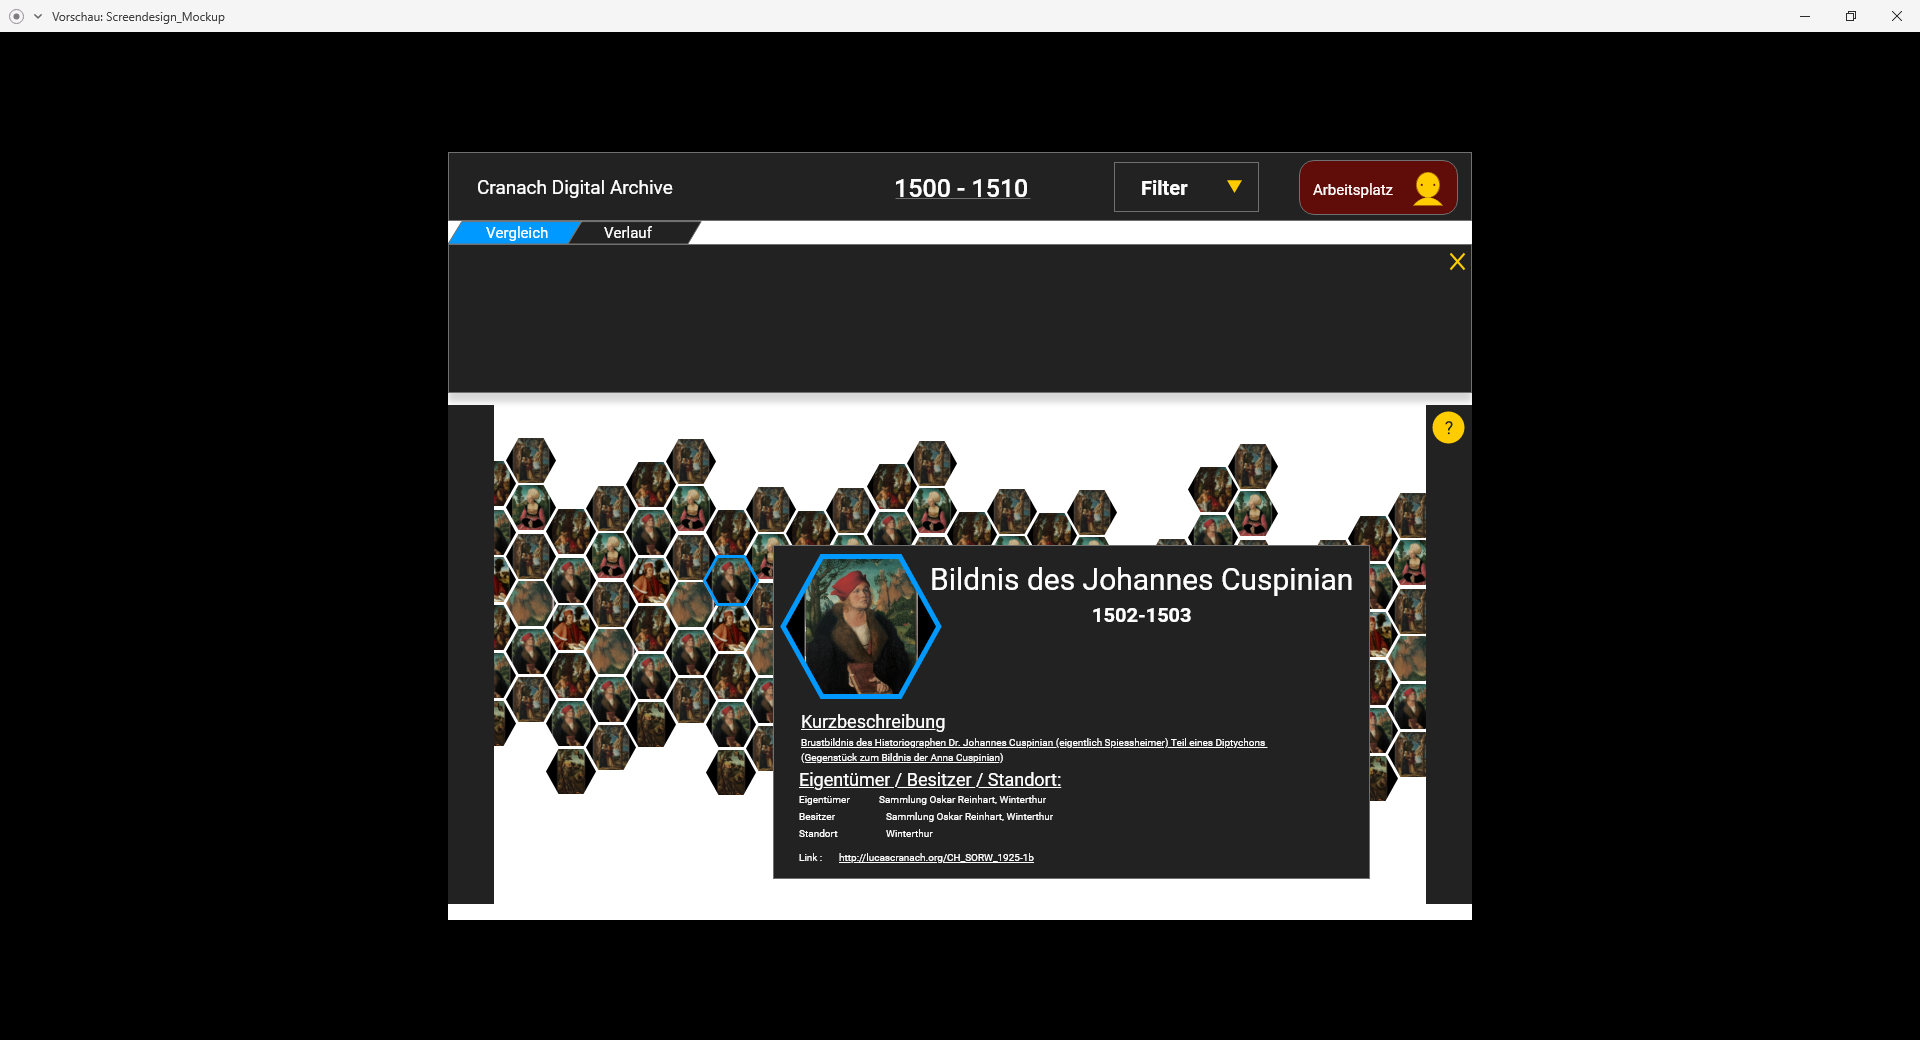 Vorschau: Screendesign_Mockup
Cranach Digital Archive
1500 - 1510
Filter
Arbeitsplatz
Vergleich
Verlauf
X
?
Bildnis des Johannes Cuspinian
1502-1503
Kurzbeschreibung
Brustbildnis des Historiographen Dr. Johannes Cuspinian (eigentlich Spiessheimer) Teil eines Diptychons
(Gegenstück zum Bildnis der Anna Cuspinian)
Eigentümer / Besitzer / Standort:
Eigentümer Sammlung Oskar Reinhart, Winterthur
Besitzer Sammlung Oskar Reinhart, Winterthur
Standort Winterthur
Link : http://lucascranach.org/CH_SORW_1925-1b